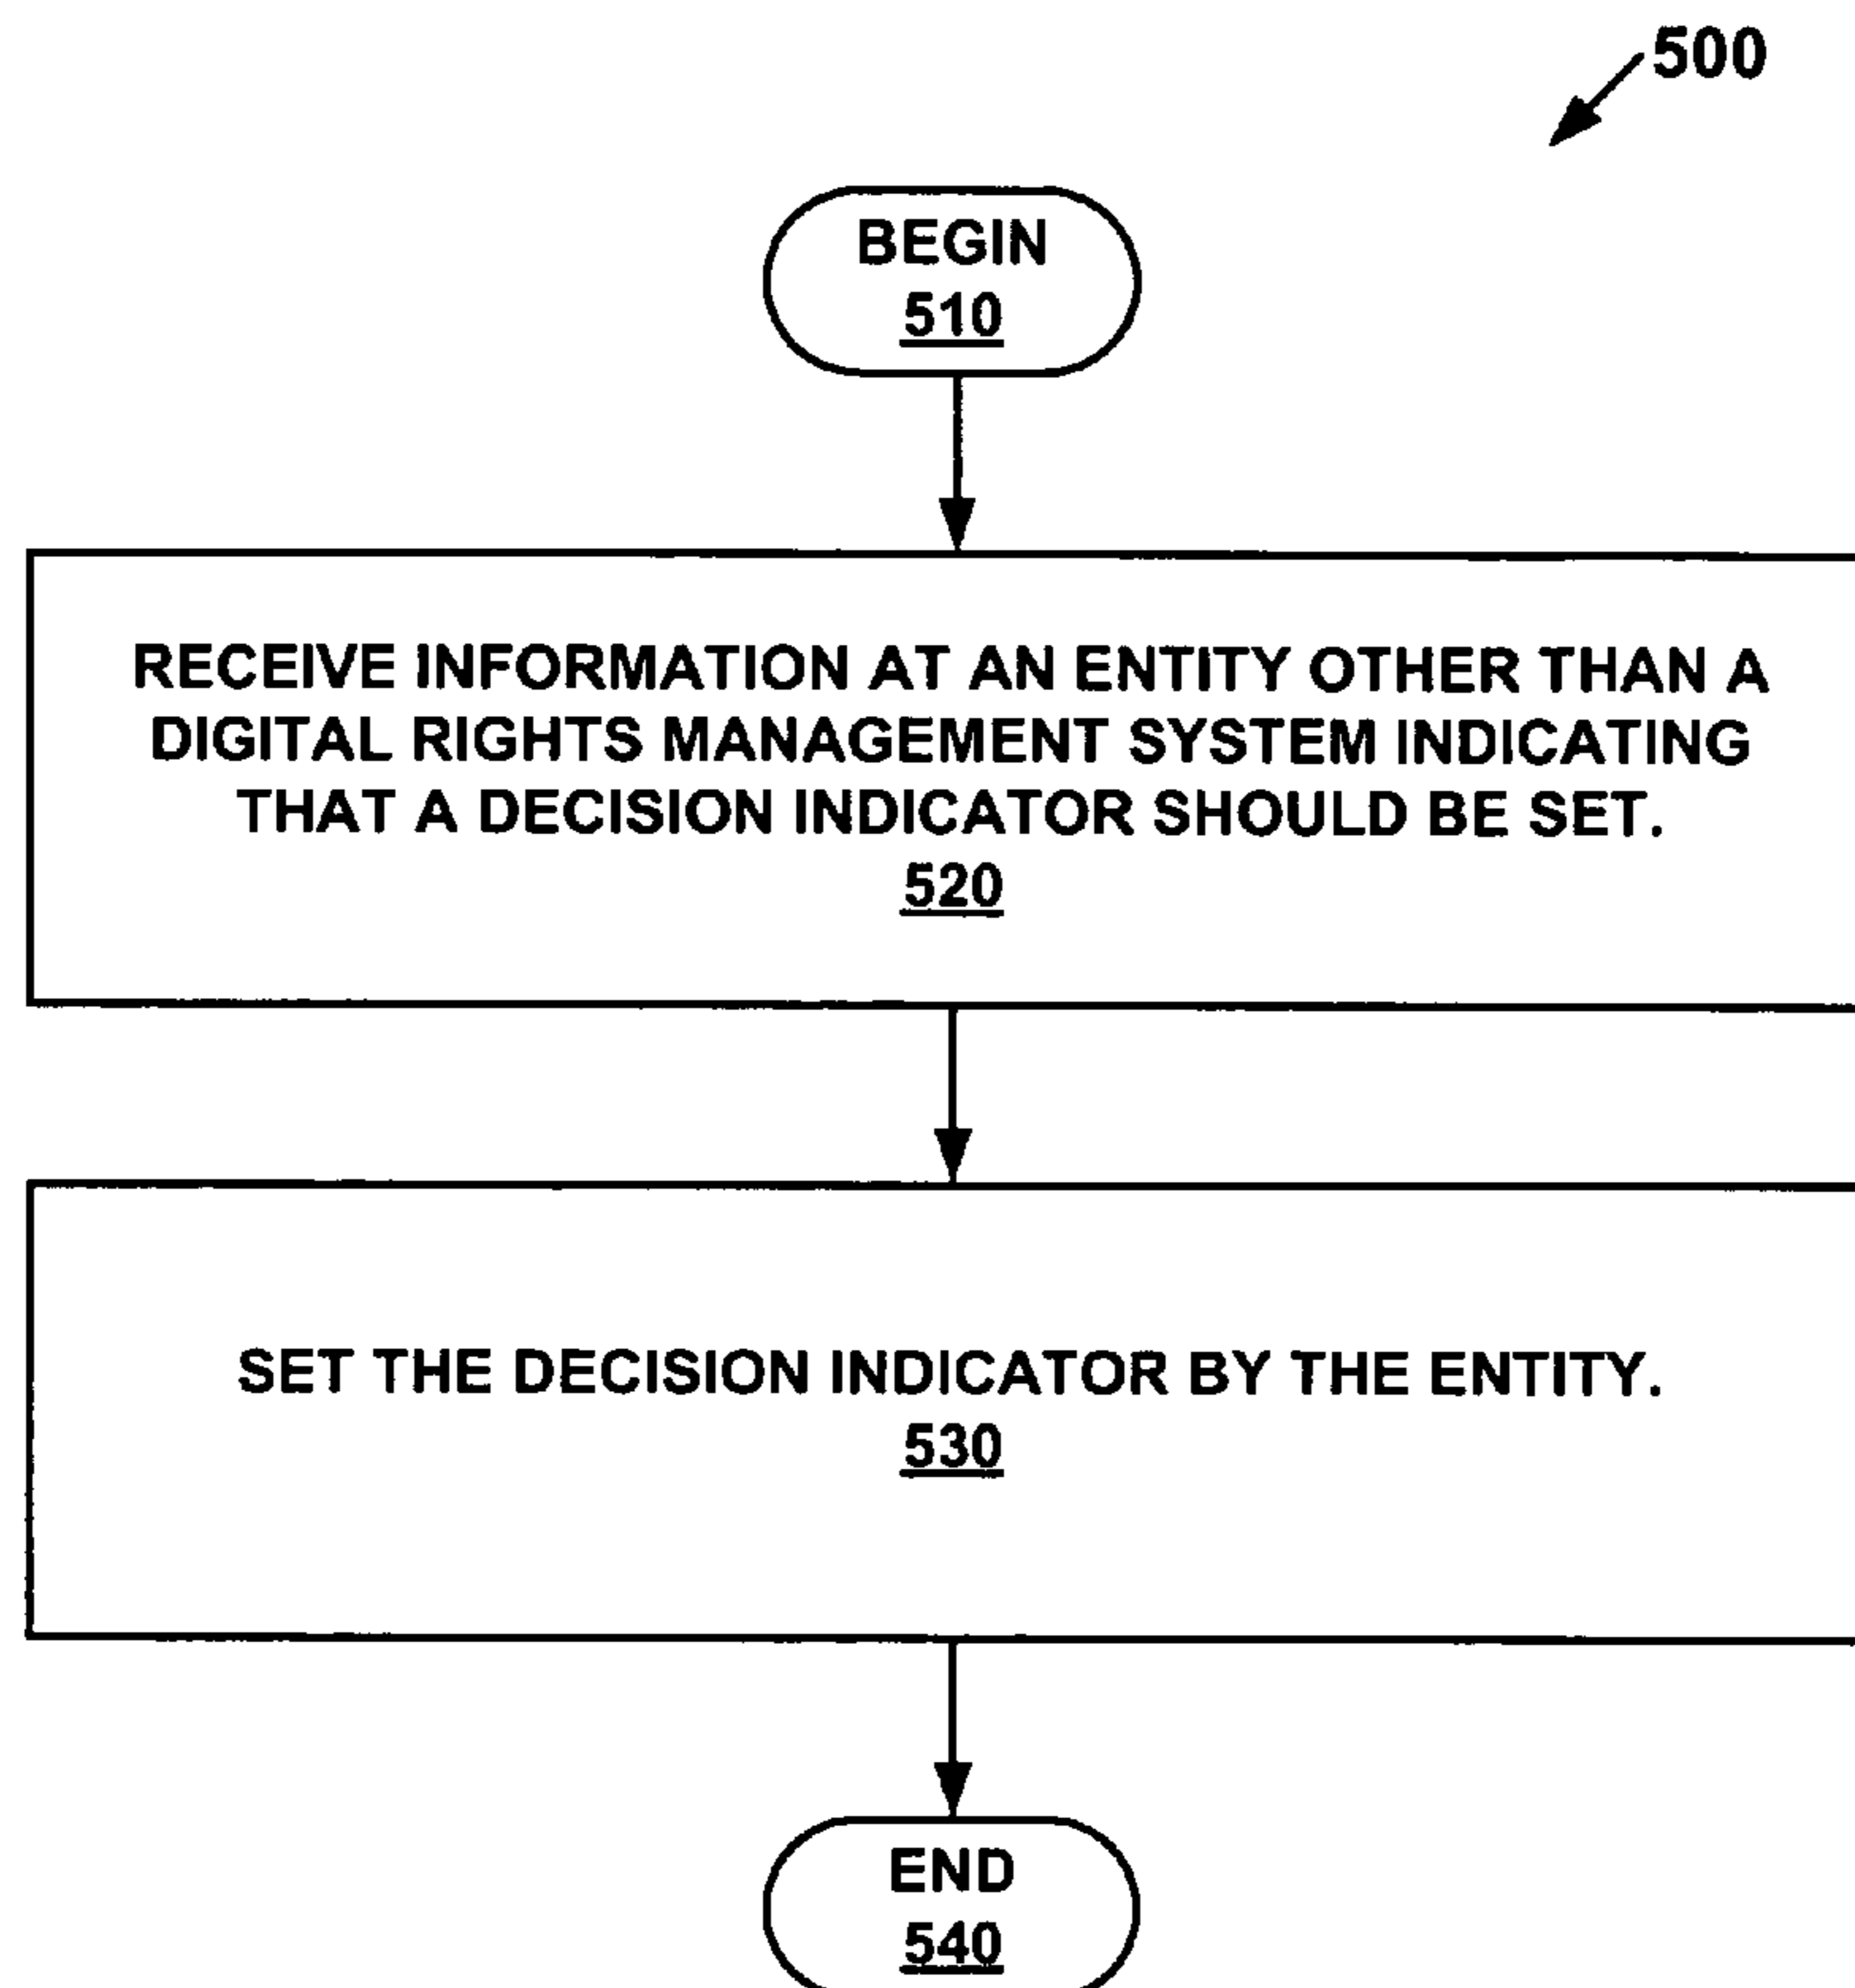 500
BEGIN
510
RECEIVE INFORMATION AT AN ENTITY OTHER THAN A
DIGITAL RIGHTS MANAGEMENT SYSTEM INDICATING
THAT A DECISION INDICATOR SHOULD BE SET.
520
SET THE DECISION INDICATOR BY THE ENTITY.
530
END
540